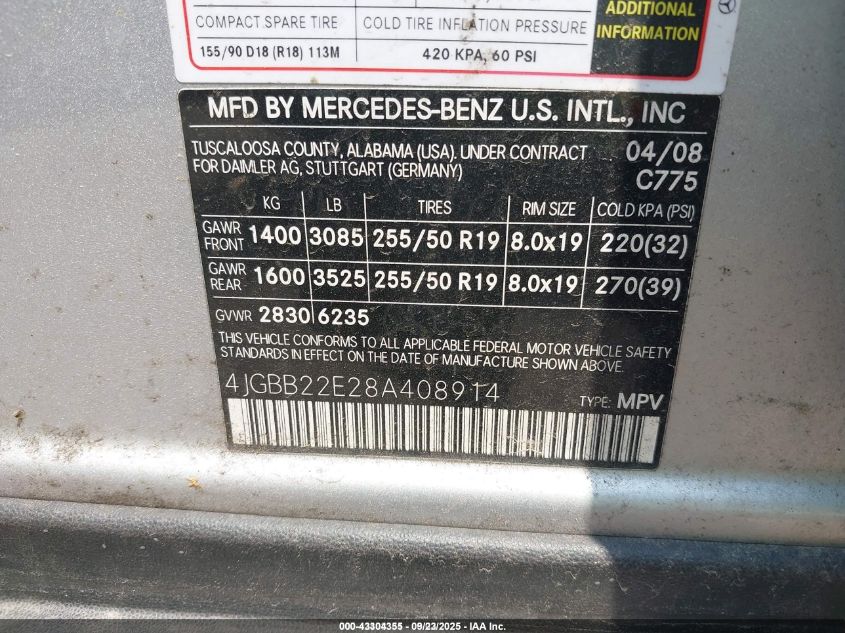 ADDITIONAL
COMPACT SPARE TIRE COLD TIRE INFLATION PRESSURE INFORMATION
155/90 D18 (R18) 113M 420 KPA, 60 PSI
MFD BY MERCEDES-BENZ U.S. INTL., INC
TUSCALOOSA COUNTY, ALABAMA (USA). UNDER CONTRACT 04/08
FOR DAIMLER AG, STUTTGART (GERMANY) C775
KG LB TIRES RIM SIZE COLD KPA (PSI)
GAWR FRONT 1400 3085 255/50 R19 8.0x19 220(32)
GAWR REAR 1600 3525 255/50 R19 8.0x19 270(39)
GVWR 2830 6235
THIS VEHICLE CONFORMS TO ALL APPLICABLE FEDERAL MOTOR VEHICLE SAFETY
STANDARDS IN EFFECT ON THE DATE OF MANUFACTURE SHOWN ABOVE.
4JGBB22E28A408914 TYPE: MPV
000-43304355 - 09/23/2025 - IAA Inc.